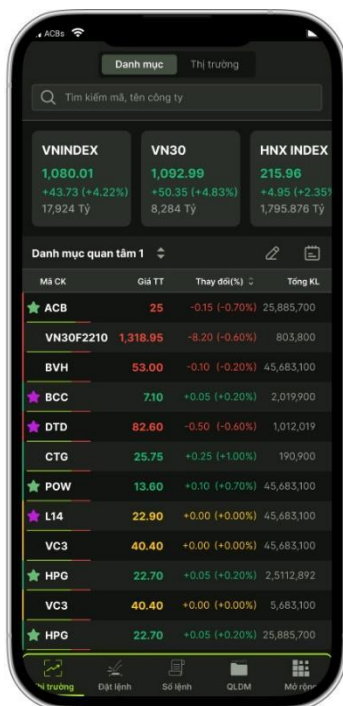 ACBs
Danh mục Thị trường
Tìm kiếm mã, tên công ty
VNINDEX VN30 HNX INDEX
1,080.01 1,092.99 215.96
+43.73 (+4.22%) +50.35 (+4.83%) +4.95 (+2.35%
17,924 Tỷ 8,284 Tỷ 1,795.876 Tỷ
Danh mục quan tâm 1
Mã CK Giá TT Thay đổi(%) Tổng KL
ACB 25 -0.15 (-0.70%) 25,885,700
VN30F2210 1,318.95 -8.20 (-0.60%) 803,800
BVH 53.00 -0.10 (-0.20%) 45,683,100
BCC 7.10 +0.05 (+0.20%) 2,019,900
DTD 82.60 -0.50 (-0.60%) 1,012,019
CTG 25.75 +0.25 (+1.00%) 190,900
POW 13.60 +0.10 (+0.70%) 45,683,100
L14 22.90 +0.00 (+0.00%) 45,683,100
VC3 40.40 +0.00 (+0.00%) 45,683,100
HPG 22.70 +0.05 (+0.20%) 2,5112,892
VC3 40.40 +0.00 (+0.00%) 5,683,100
HPG 22.70 +0.05 (+0.20%) 25,885,700
hị trường Đặt lệnh Sổ lệnh QLDM Mở rộng